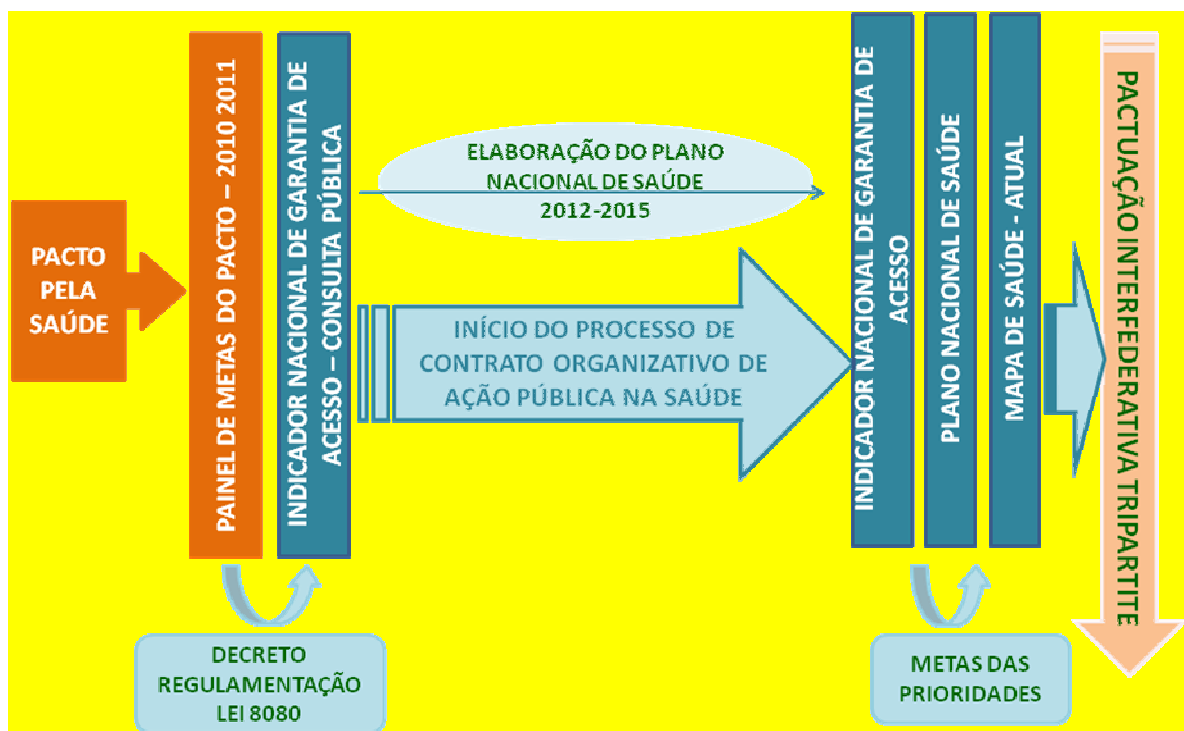 PACTO
PELA
SAÚDE
PAINEL DE METAS DO PACTO – 2010 2011
INDICADOR NACIONAL DE GARANTIA DE
ACESSO – CONSULTA PÚBLICA
DECRETO
REGULAMENTAÇÃO
LEI 8080
ELABORAÇÃO DO PLANO
NACIONAL DE SAÚDE
2012-2015
INÍCIO DO PROCESSO DE
CONTRATO ORGANIZATIVO DE
AÇÃO PÚBLICA NA SAÚDE
INDICADOR NACIONAL DE GARANTIA DE
ACESSO
PLANO NACIONAL DE SAÚDE
MAPA DE SAÚDE - ATUAL
METAS DAS
PRIORIDADES
PACTUAÇÃO INTERFEDERATIVA TRIPARTITE